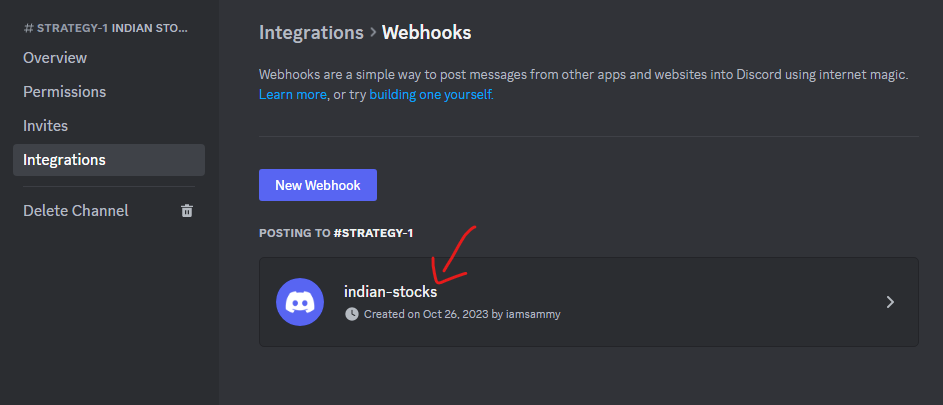 # STRATEGY-1 INDIAN STO...
Overview
Permissions
Invites
Integrations
Delete Channel
Integrations > Webhooks
Webhooks are a simple way to post messages from other apps and websites into Discord using internet magic.
Learn more, or try building one yourself.
New Webhook
POSTING TO #STRATEGY-1
indian-stocks
Created on Oct 26, 2023 by iamsammy